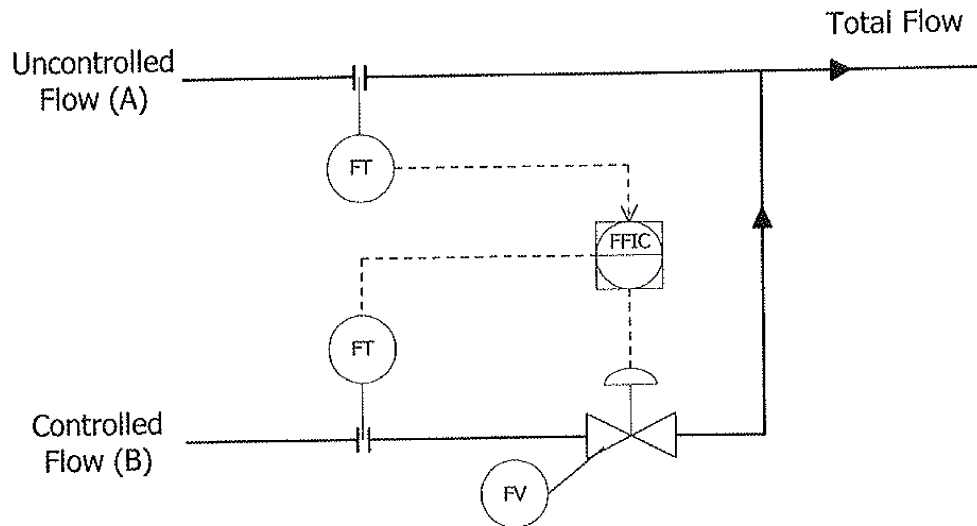 Total Flow
Uncontrolled
Flow (A)
FT
FFIC
FT
Controlled
Flow (B)
FV